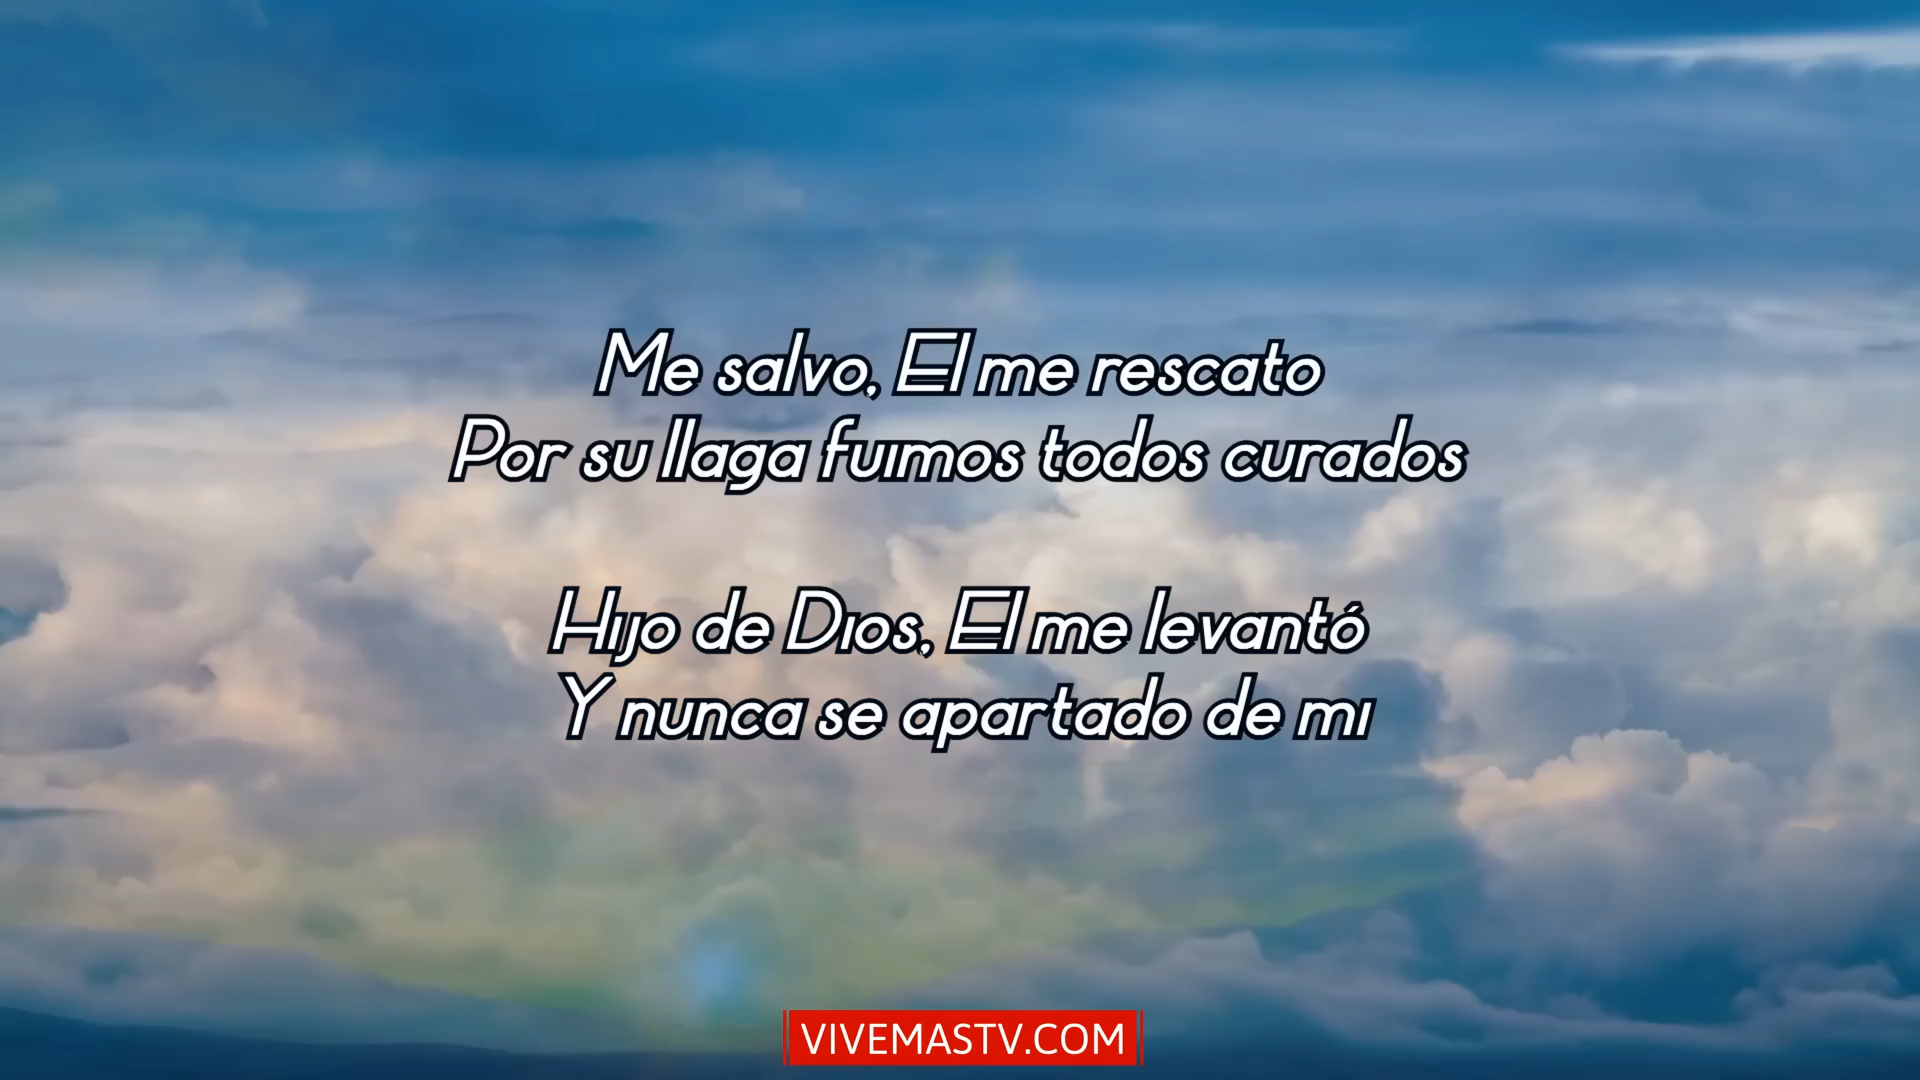 Me salvo, El me rescato
Por su llaga fuimos todos curados
Hijo de Dios, El me levantó
Y nunca se apartado de mi
VIVEMASTV.COM